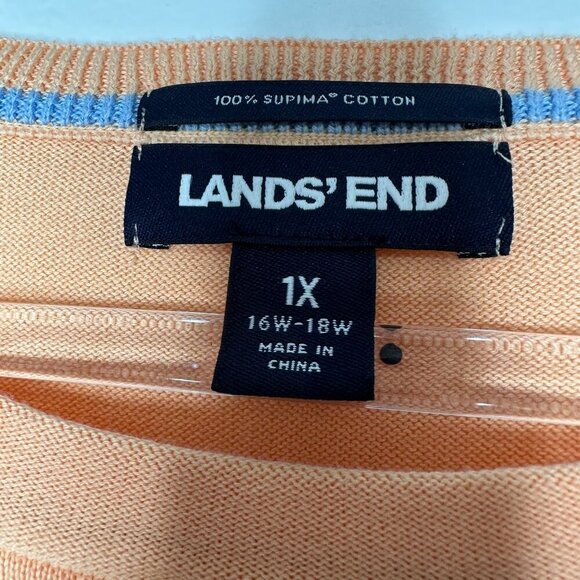 100% SUPIMA® COTTON
LANDS' END
1X
16W-18W
MADE IN
CHINA